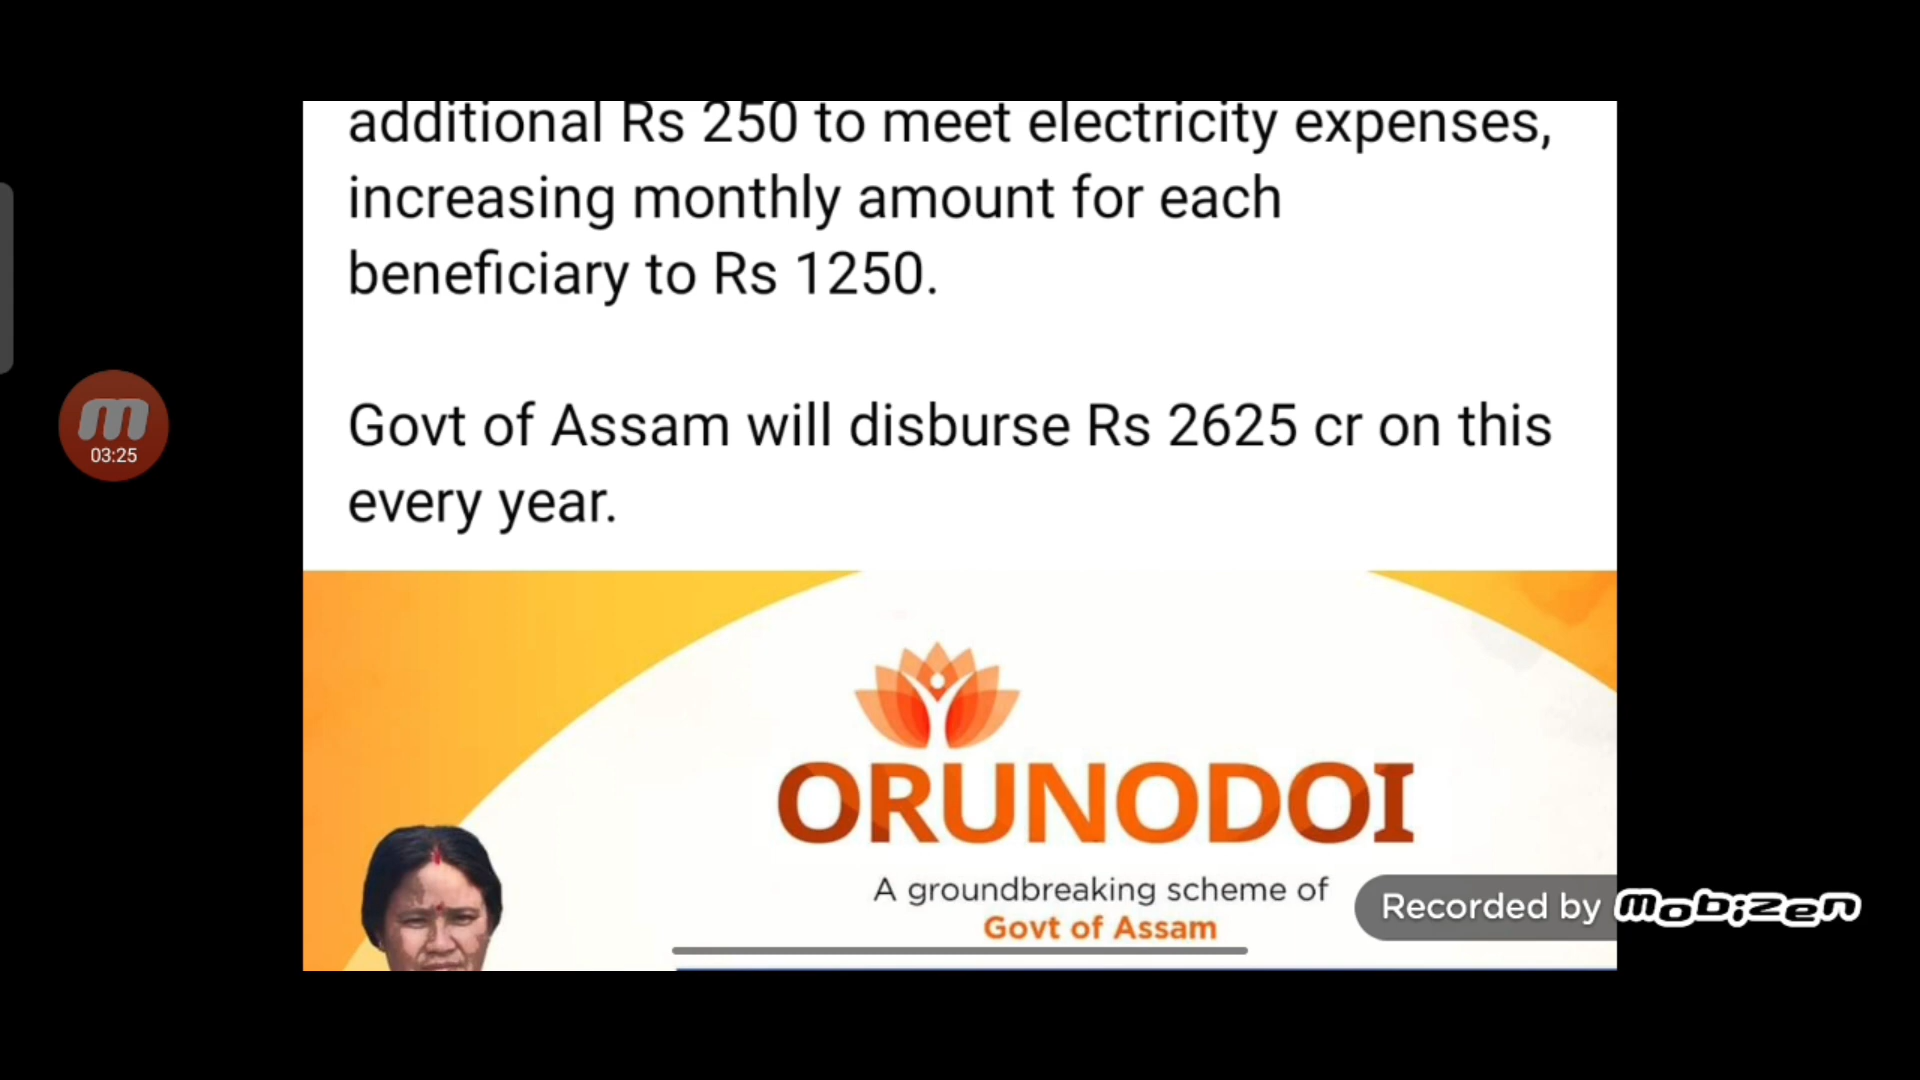 additional Rs 250 to meet electricity expenses,
increasing monthly amount for each
beneficiary to Rs 1250.
Govt of Assam will disburse Rs 2625 cr on this
every year.
03:25
ORUNODOI
A groundbreaking scheme of
Govt of Assam
Recorded by mobizen